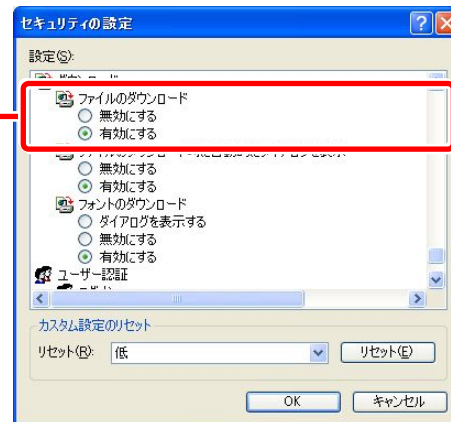 セキュリティの設定
設定(S):
ファイルのダウンロード
無効にする
有効にする
無効にする
有効にする
フォントのダウンロード
ダイアログを表示する
無効にする
有効にする
ユーザー認証
カスタム設定のリセット
リセット(R):
低
リセット(E)
OK
キャンセル